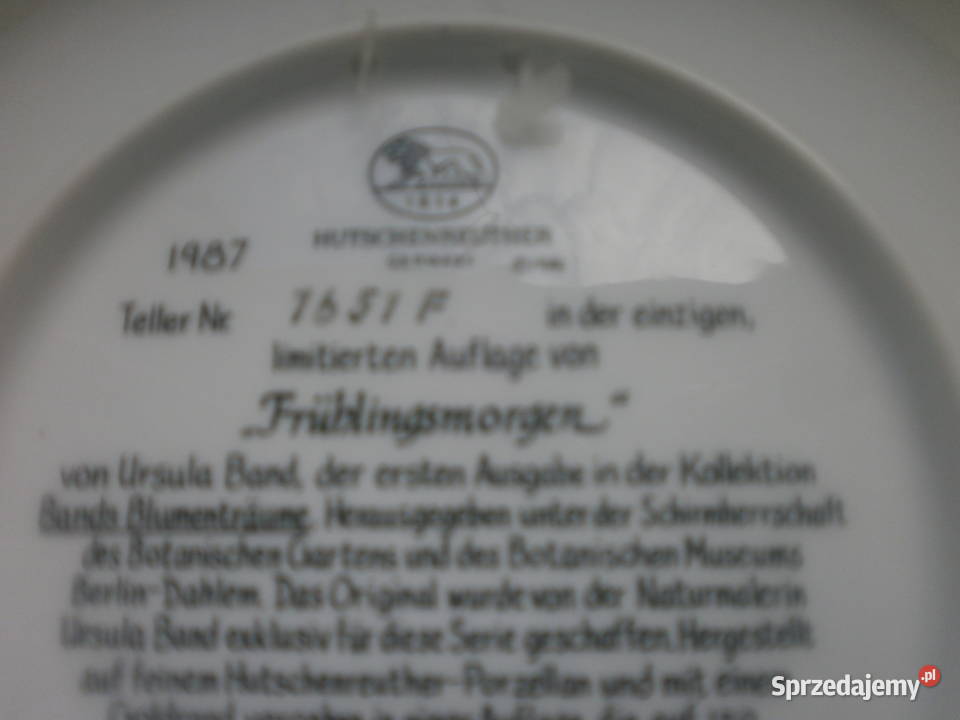 1814
HUTSCHENREUTHER
GERMANY
1987
Teller Nr. 7651 F in der einzigen,
limitierten Auflage von
„Frühlingsmorgen“
von Ursula Band, der ersten Ausgabe in der Kollektion
Bands Blumenträume. Herausgegeben unter der Schirmherrschaft
des Botanischen Gartens und des Botanischen Museums
Berlin-Dahlem. Das Original wurde von der Naturmalerin
Ursula Band exklusiv für diese Serie geschaffen. Hergestellt
auf feinem Hutschenreuther-Porzellan und mit einem
Sprzedajemy.pl